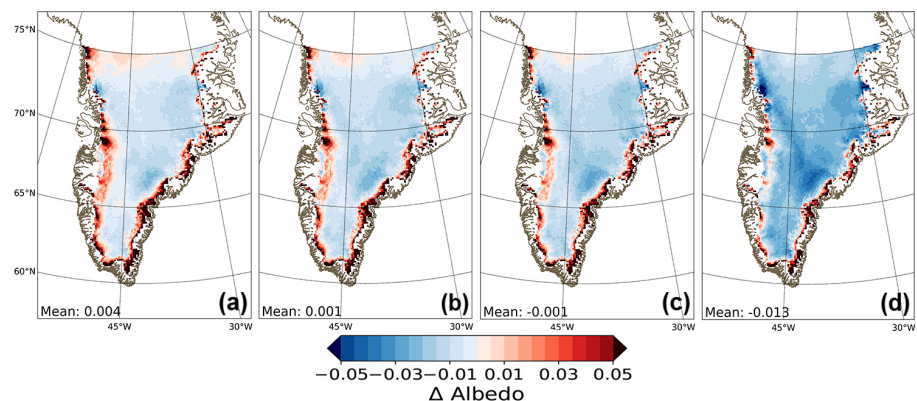 75°N
70°N
65°N
60°N
Mean: 0.004 (a)
Mean: 0.001 (b)
Mean: -0.001 (c)
Mean: -0.013 (d)
45°W 30°W 45°W 30°W 45°W 30°W 45°W 30°W
−0.05 −0.03 −0.01 0.01 0.03 0.05
Δ Albedo